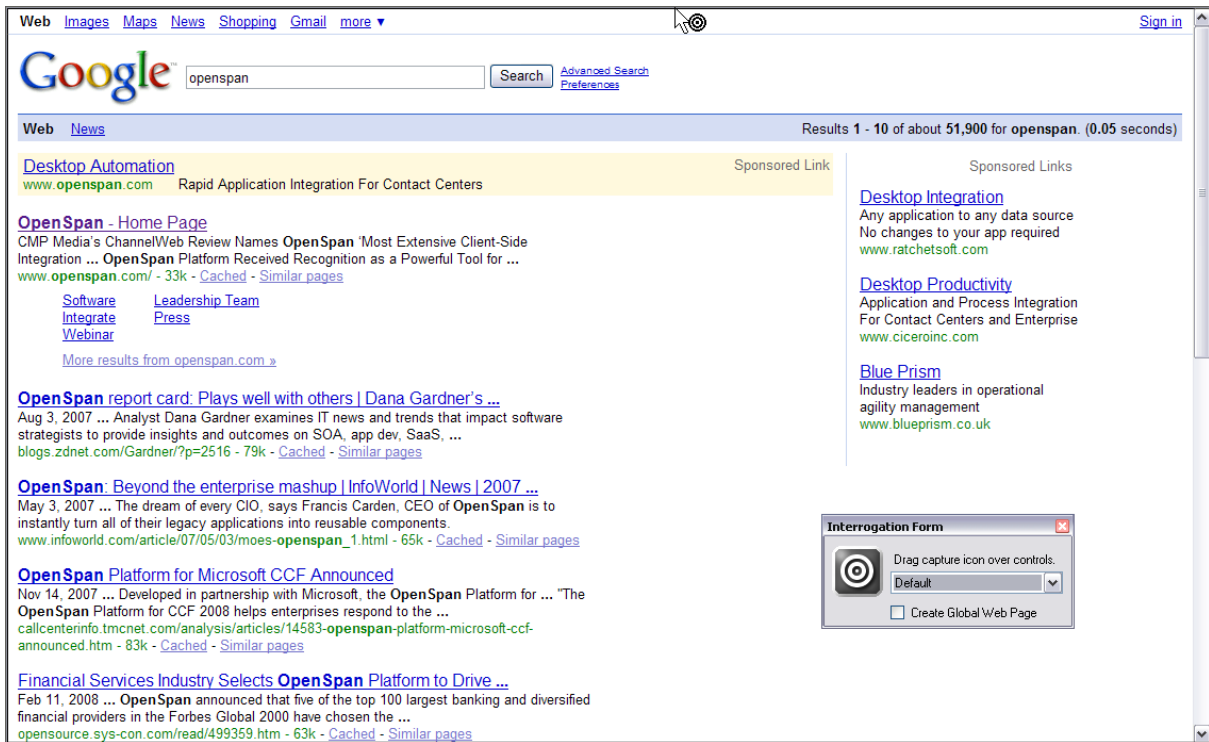 Web Images Maps News Shopping Gmail more ▼ Sign in
Google™ openspan Search Advanced Search
Preferences
Web News Results 1 - 10 of about 51,900 for openspan. (0.05 seconds)
Desktop Automation Sponsored Link
www.openspan.com Rapid Application Integration For Contact Centers
OpenSpan - Home Page
CMP Media's ChannelWeb Review Names OpenSpan 'Most Extensive Client-Side
Integration ... OpenSpan Platform Received Recognition as a Powerful Tool for ...
www.openspan.com/ - 33k - Cached - Similar pages
Software Leadership Team
Integrate Press
Webinar
More results from openspan.com »
OpenSpan report card: Plays well with others | Dana Gardner's ...
Aug 3, 2007 ... Analyst Dana Gardner examines IT news and trends that impact software
strategists to provide insights and outcomes on SOA, app dev, SaaS, ...
blogs.zdnet.com/Gardner/?p=2516 - 79k - Cached - Similar pages
OpenSpan: Beyond the enterprise mashup | InfoWorld | News | 2007 ...
May 3, 2007 ... The dream of every CIO, says Francis Carden, CEO of OpenSpan is to
instantly turn all of their legacy applications into reusable components.
www.infoworld.com/article/07/05/03/moes-openspan_1.html - 65k - Cached - Similar pages
OpenSpan Platform for Microsoft CCF Announced
Nov 14, 2007 ... Developed in partnership with Microsoft, the OpenSpan Platform for ... "The
OpenSpan Platform for CCF 2008 helps enterprises respond to the ...
callcenterinfo.tmcnet.com/analysis/articles/14583-openspan-platform-microsoft-ccf-
announced.htm - 83k - Cached - Similar pages
Financial Services Industry Selects OpenSpan Platform to Drive ...
Feb 11, 2008 ... OpenSpan announced that five of the top 100 largest banking and diversified
financial providers in the Forbes Global 2000 have chosen the ...
opensource.sys-con.com/read/499359.htm - 63k - Cached - Similar pages
Sponsored Links
Desktop Integration
Any application to any data source
No changes to your app required
www.ratchetsoft.com
Desktop Productivity
Application and Process Integration
For Contact Centers and Enterprise
www.ciceroinc.com
Blue Prism
Industry leaders in operational
agility management
www.blueprism.co.uk
Interrogation Form
Drag capture icon over controls.
Default
Create Global Web Page